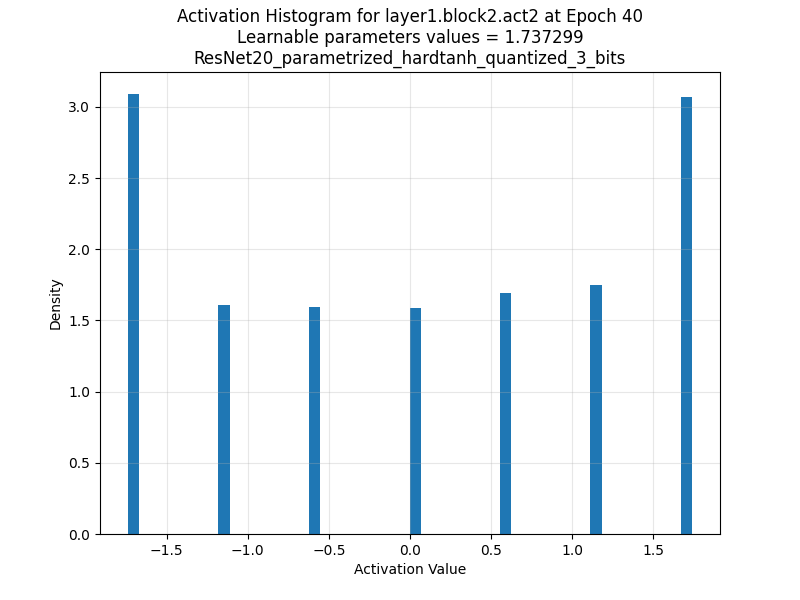 Activation Histogram for layer1.block2.act2 at Epoch 40
Learnable parameters values = 1.737299
ResNet20_parametrized_hardtanh_quantized_3_bits
3.0
2.5
2.0
1.5
1.0
0.5
0.0
Density
−1.5 −1.0 −0.5 0.0 0.5 1.0 1.5
Activation Value